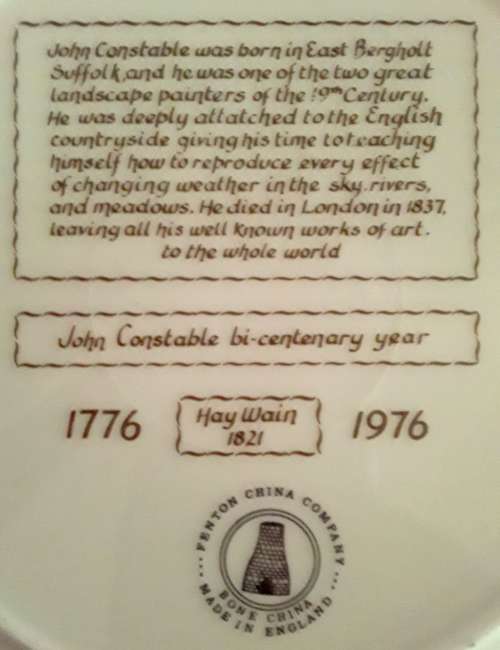 John Constable was born in East Bergholt
Suffolk, and he was one of the two great
landscape painters of the 19th Century.
He was deeply attatched to the English
countryside giving his time to teaching
himself how to reproduce every effect
of changing weather in the sky, rivers,
and meadows. He died in London in 1837,
leaving all his well known works of art.
to the whole world
John Constable bi-centenary year
1776 Hay Wain 1976
1821
FENTON CHINA COMPANY
BONE CHINA
MADE IN ENGLAND